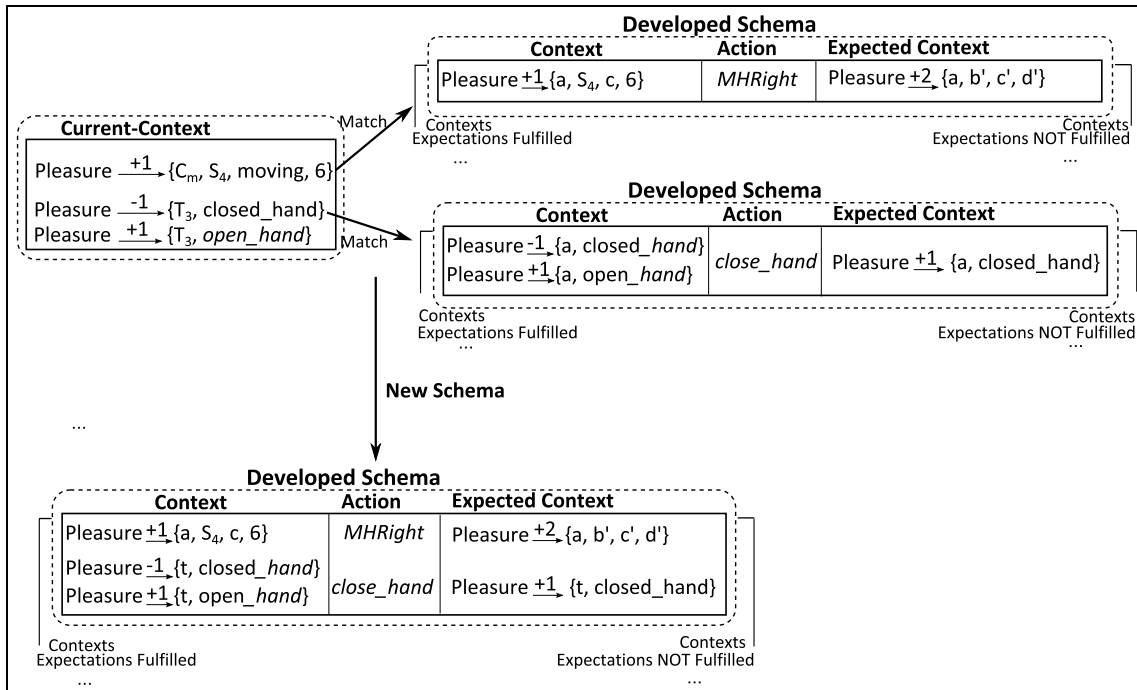 Developed Schema
Context Action Expected Context
Pleasure +1 {a, S4, c, 6} MHRight Pleasure +2 {a, b', c', d'}
Match
Contexts
Expectations Fulfilled
...
Contexts
Expectations NOT Fulfilled
...
Current-Context
Pleasure +1 {Cm, S4, moving, 6}
Pleasure -1 {T3, closed_hand}
Pleasure +1 {T3, open_hand}
Match
Developed Schema
Context Action Expected Context
Pleasure -1 {a, closed_hand}
Pleasure +1 {a, open_hand}
close_hand
Pleasure +1 {a, closed_hand}
Contexts
Expectations Fulfilled
...
Contexts
Expectations NOT Fulfilled
...
New Schema
...
Developed Schema
Context Action Expected Context
Pleasure +1 {a, S4, c, 6} MHRight Pleasure +2 {a, b', c', d'}
Pleasure -1 {t, closed_hand}
Pleasure +1 {t, open_hand}
close_hand
Pleasure +1 {t, closed_hand}
Contexts
Expectations Fulfilled
...
Contexts
Expectations NOT Fulfilled
...